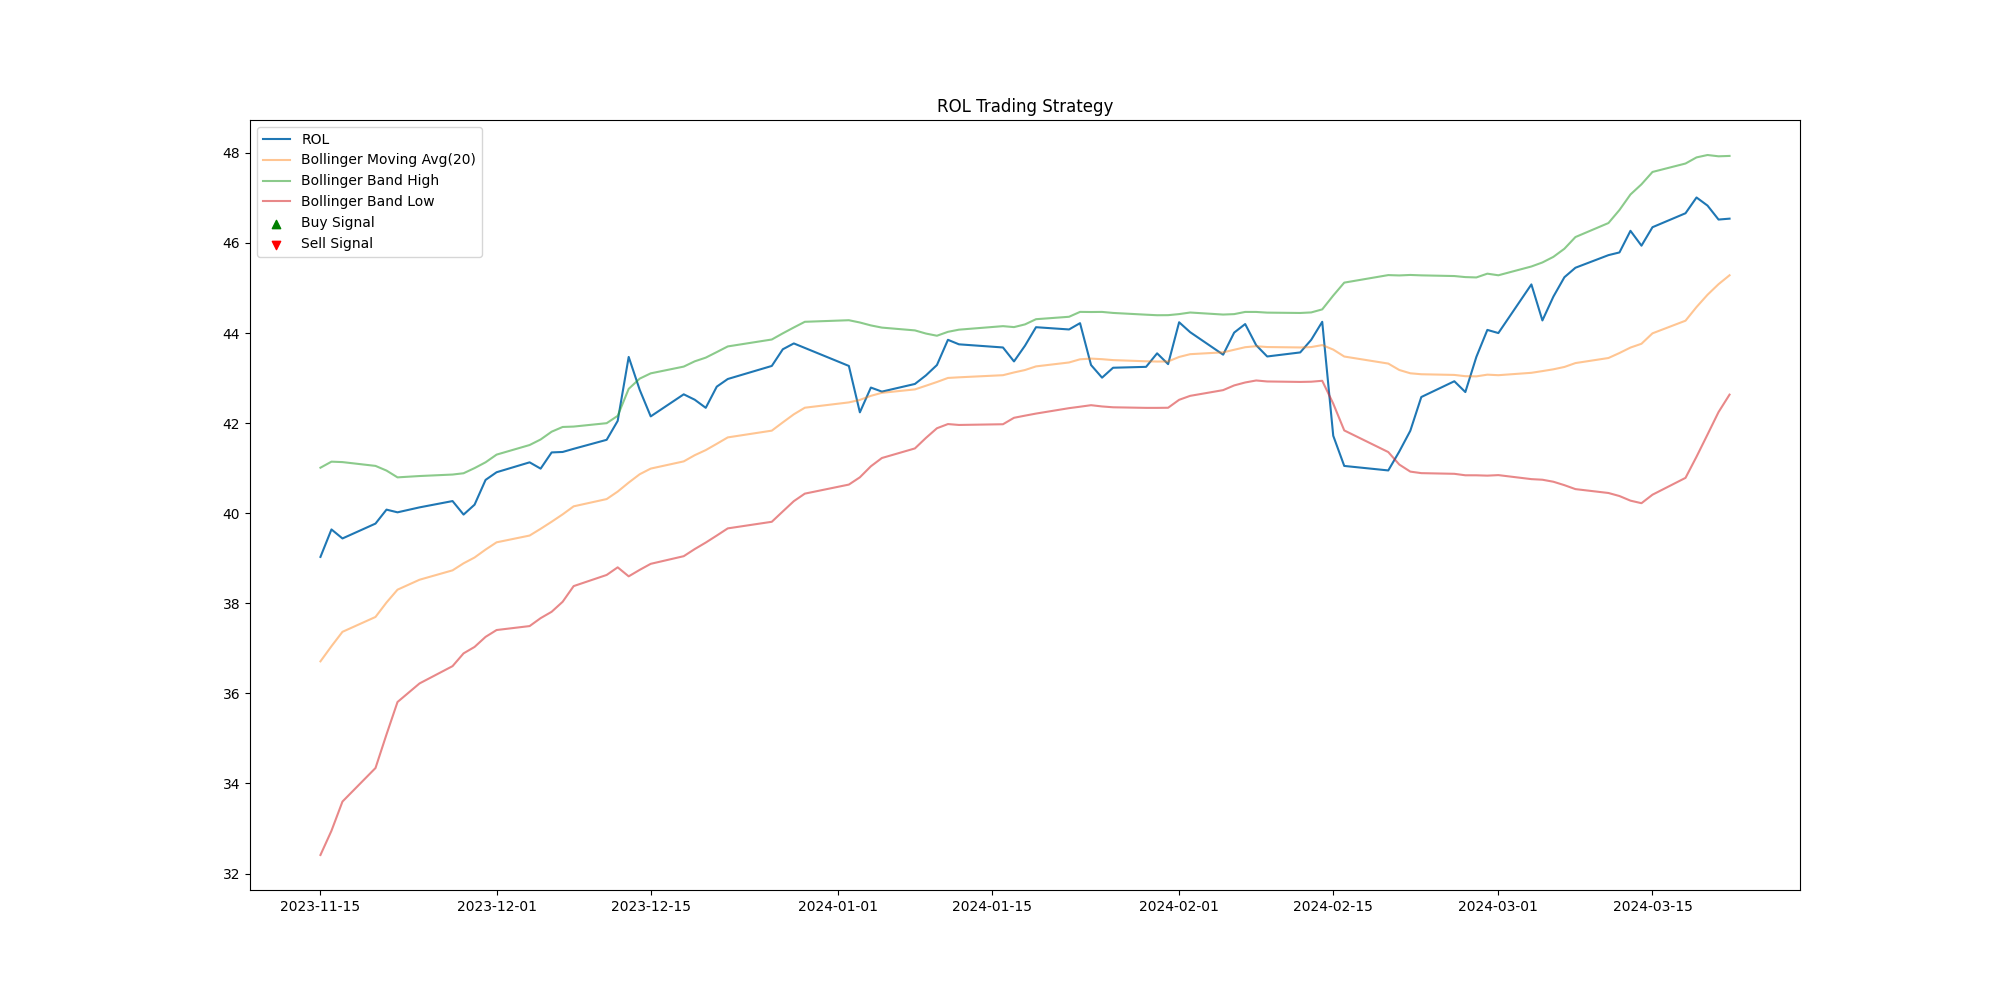 ROL Trading Strategy
ROL
Bollinger Moving Avg(20)
Bollinger Band High
Bollinger Band Low
Buy Signal
Sell Signal
48
46
44
42
40
38
36
34
32
2023-11-15 2023-12-01 2023-12-15 2024-01-01 2024-01-15 2024-02-01 2024-02-15 2024-03-01 2024-03-15